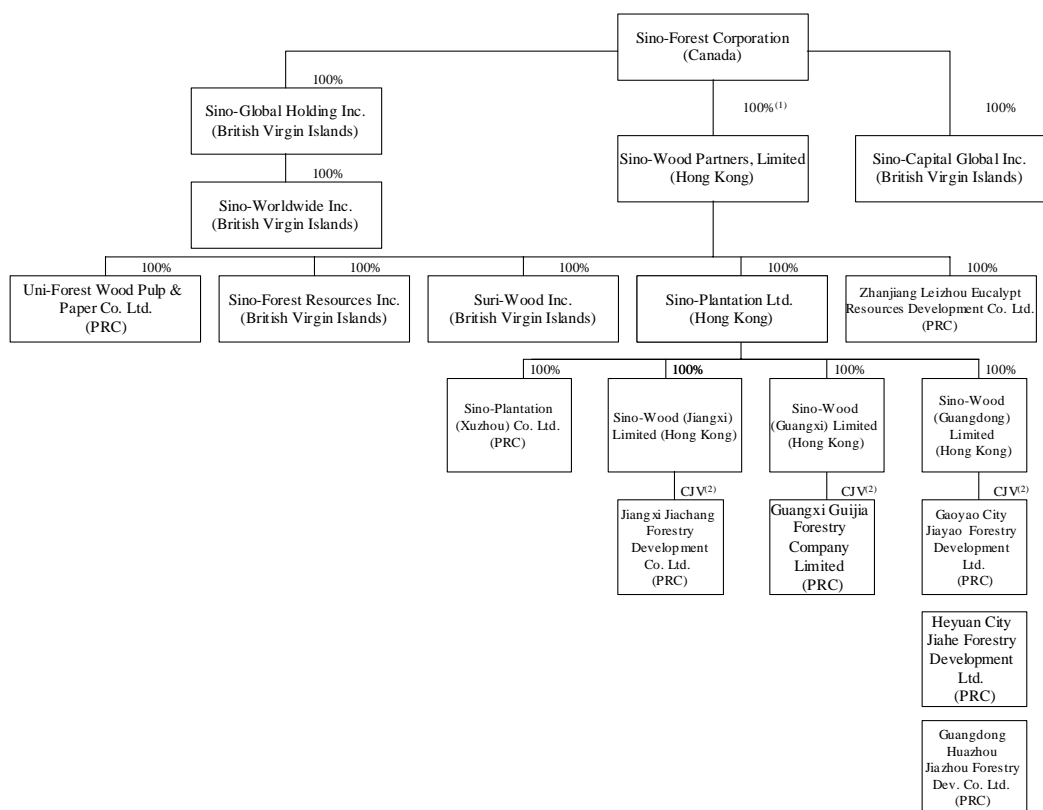 Sino-Forest Corporation
(Canada)
100%
Sino-Global Holding Inc.
(British Virgin Islands)
100%(1)
Sino-Wood Partners, Limited
(Hong Kong)
100%
Sino-Capital Global Inc.
(British Virgin Islands)
100%
Sino-Worldwide Inc.
(British Virgin Islands)
100%
Uni-Forest Wood Pulp &
Paper Co. Ltd.
(PRC)
100%
Sino-Forest Resources Inc.
(British Virgin Islands)
100%
Suri-Wood Inc.
(British Virgin Islands)
100%
Sino-Plantation Ltd.
(Hong Kong)
100%
Zhanjiang Leizhou Eucalypt
Resources Development Co. Ltd.
(PRC)
100%
Sino-Plantation
(Xuzhou) Co. Ltd.
(PRC)
100%
Sino-Wood (Jiangxi)
Limited (Hong Kong)
100%
Sino-Wood
(Guangxi) Limited
(Hong Kong)
100%
Sino-Wood
(Guangdong)
Limited
(Hong Kong)
CJV(2)
Jiangxi Jiachang
Forestry
Development
Co. Ltd.
(PRC)
CJV(2)
Guangxi Guijia
Forestry
Company
Limited
(PRC)
CJV(2)
Gaoyao City
Jiayao Forestry
Development
Ltd.
(PRC)
Heyuan City
Jiahe Forestry
Development
Ltd.
(PRC)
Guangdong
Huazhou
Jiazhou Forestry
Dev. Co. Ltd.
(PRC)